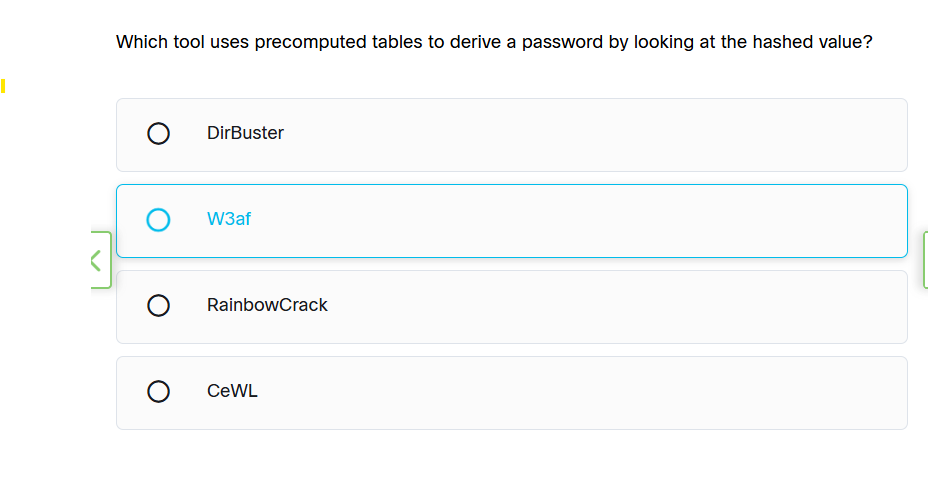 Which tool uses precomputed tables to derive a password by looking at the hashed value?
DirBuster
W3af
RainbowCrack
CeWL